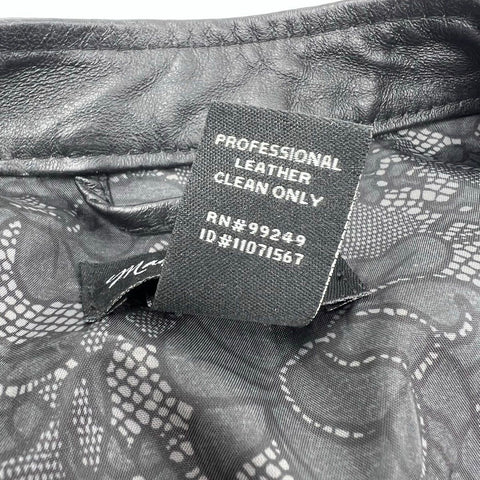 PROFESSIONAL
LEATHER
CLEAN ONLY
RN#99249
ID#11071567